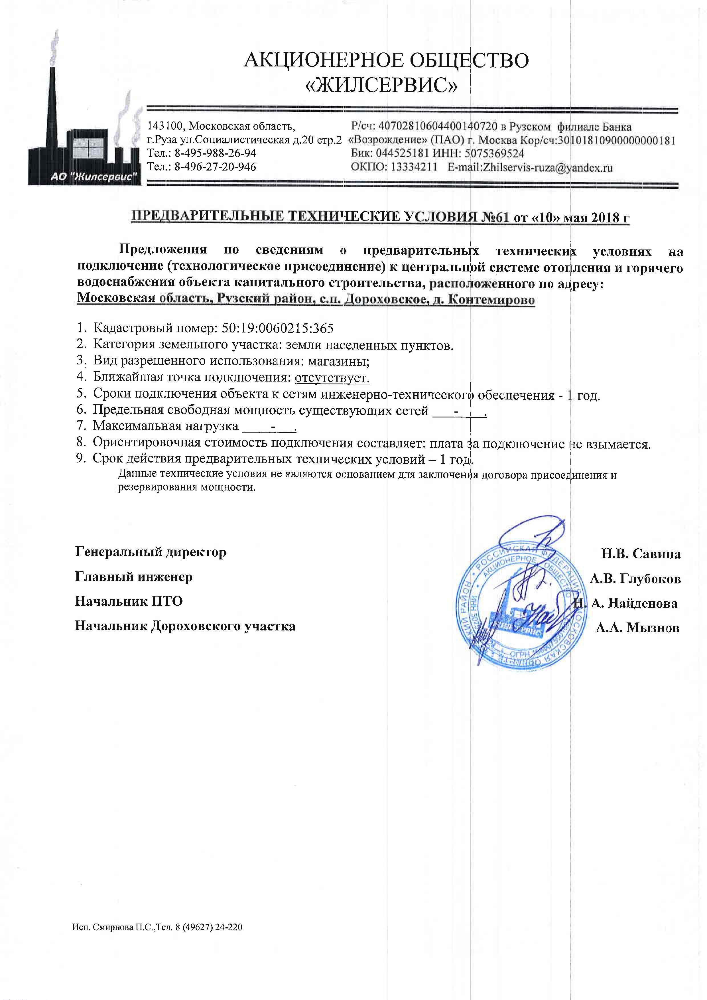 АКЦИОНЕРНОЕ ОБЩЕСТВО
«ЖИЛСЕРВИС»
АО "Жилсервис"
143100, Московская область,
г.Руза ул.Социалистическая д.20 стр.2
Тел.: 8-495-988-26-94
Тел.: 8-496-27-20-946
Р/сч: 40702810604400140720 в Рузском филиале Банка
«Возрождение» (ПАО) г. Москва Кор/сч:30101810900000000181
Бик: 044525181 ИНН: 5075369524
ОКПО: 13334211 E-mail:Zhilservis-ruza@yandex.ru
ПРЕДВАРИТЕЛЬНЫЕ ТЕХНИЧЕСКИЕ УСЛОВИЯ №61 от «10» мая 2018 г
Предложения по сведениям о предварительных технических условиях на
подключение (технологическое присоединение) к центральной системе отопления и горячего
водоснабжения объекта капитального строительства, расположенного по адресу:
Московская область, Рузский район, с.п. Дороховское, д. Контемирово
1. Кадастровый номер: 50:19:0060215:365
2. Категория земельного участка: земли населенных пунктов.
3. Вид разрешенного использования: магазины;
4. Ближайшая точка подключения: отсутствует.
5. Сроки подключения объекта к сетям инженерно-технического обеспечения - 1 год.
6. Предельная свободная мощность существующих сетей ___-____.
7. Максимальная нагрузка ____-___.
8. Ориентировочная стоимость подключения составляет: плата за подключение не взымается.
9. Срок действия предварительных технических условий – 1 год.
Данные технические условия не являются основанием для заключения договора присоединения и
резервирования мощности.
Генеральный директор Н.В. Савина
Главный инженер А.В. Глубоков
Начальник ПТО Н. А. Найденова
Начальник Дороховского участка А.А. Мызнов
РОССИЙСКАЯ ФЕДЕРАЦИЯ МОСКОВСКАЯ ОБЛАСТЬ
РАЙОН
АКЦИОНЕРНОЕ ОБЩЕСТВО
ОГРН
ИНН
Исп. Смирнова П.С.,Тел. 8 (49627) 24-220